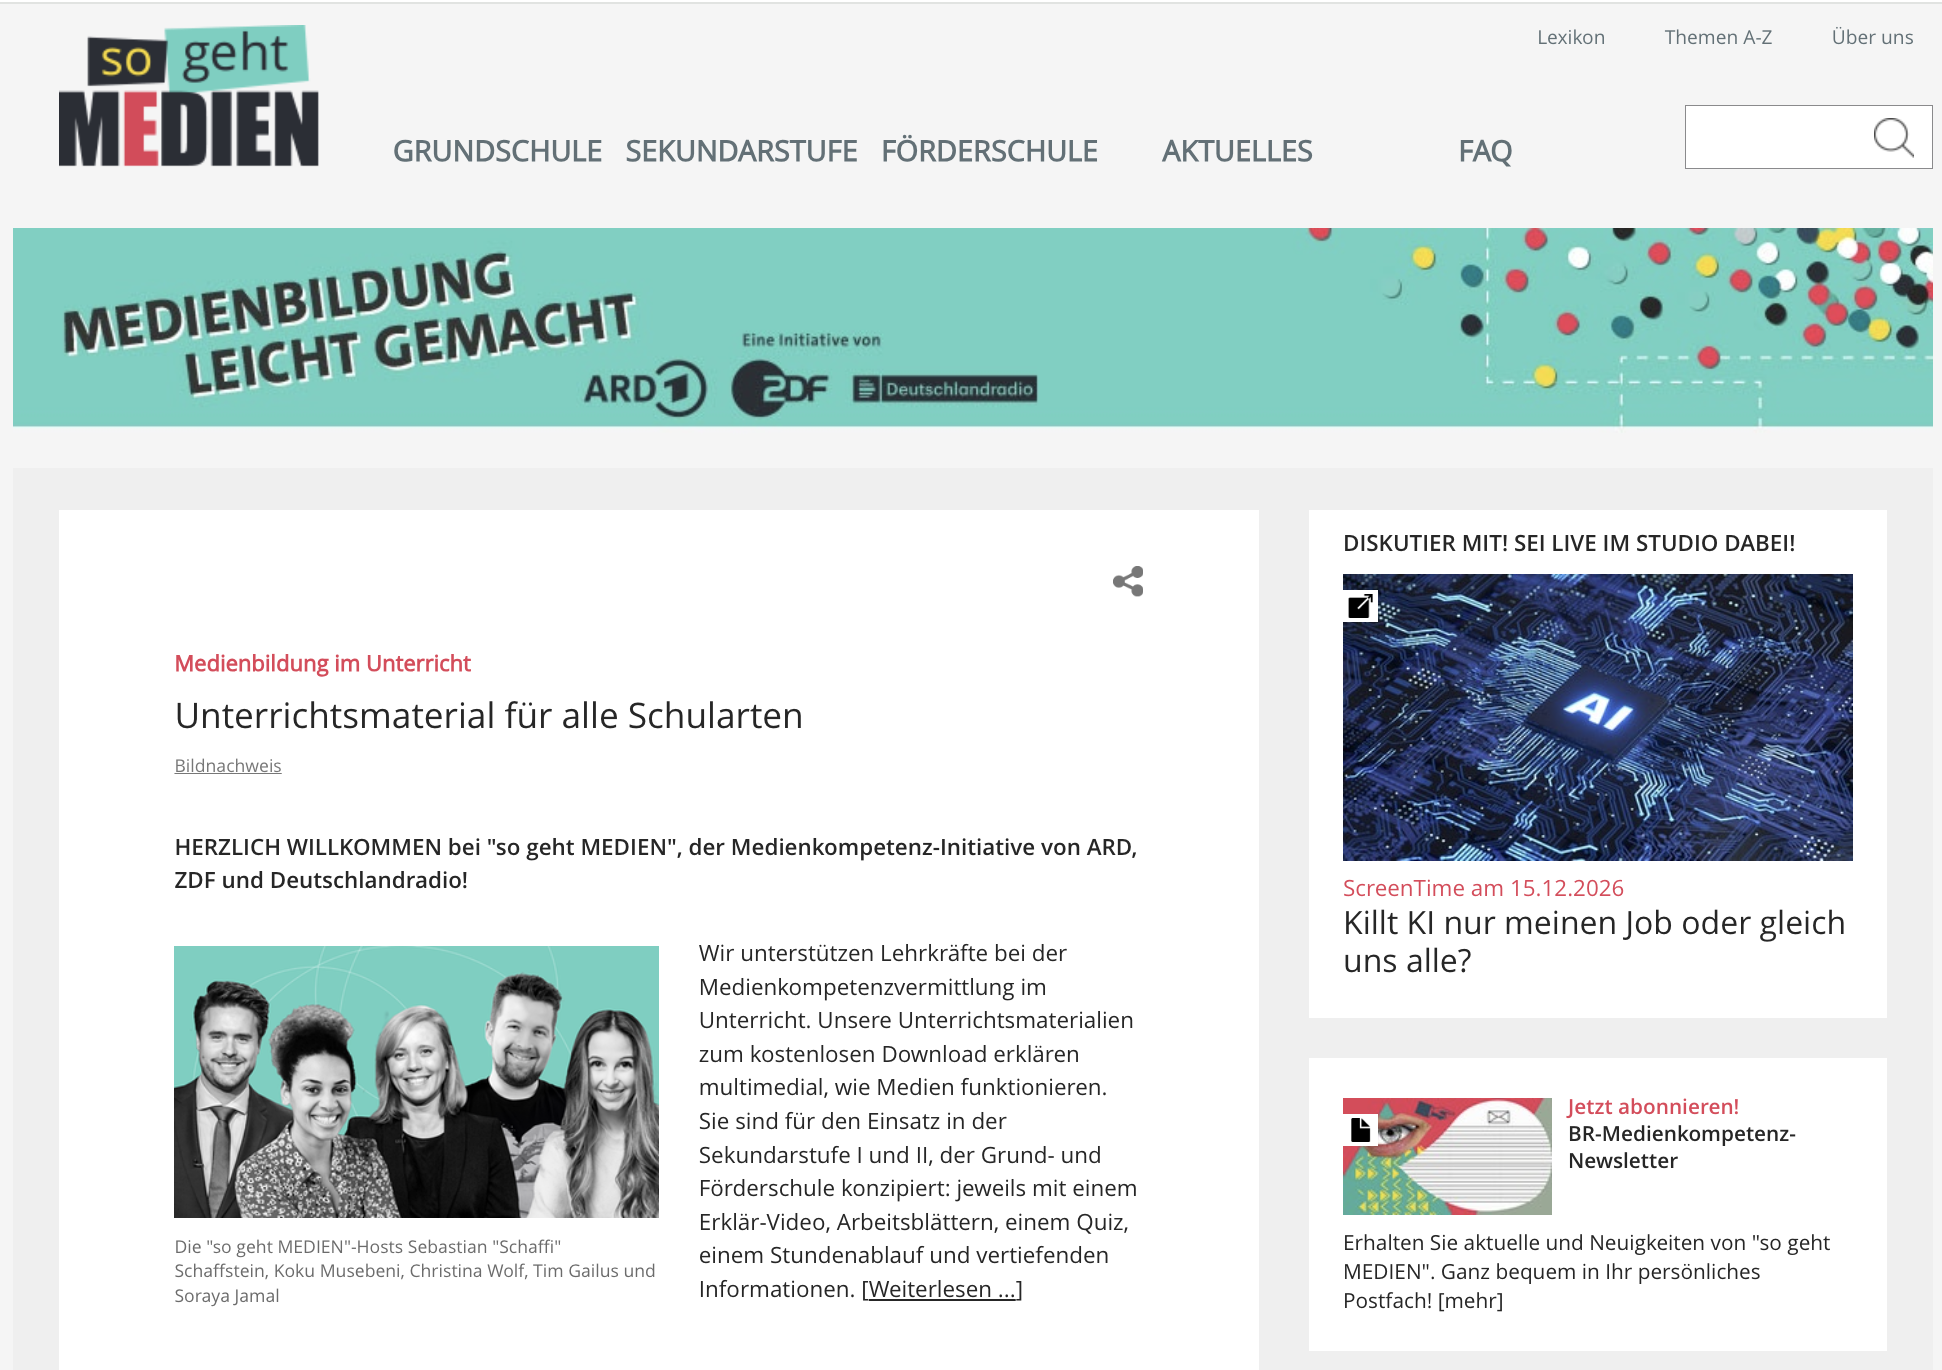 so geht
MEDIEN
Lexikon Themen A-Z Über uns
GRUNDSCHULE SEKUNDARSTUFE FÖRDERSCHULE AKTUELLES FAQ
MEDIENBILDUNG
LEICHT GEMACHT
Eine Initiative von
ARD 1 ZDF Deutschlandradio
Medienbildung im Unterricht
Unterrichtsmaterial für alle Schularten
Bildnachweis
HERZLICH WILLKOMMEN bei "so geht MEDIEN", der Medienkompetenz-Initiative von ARD,
ZDF und Deutschlandradio!
Die "so geht MEDIEN"-Hosts Sebastian "Schaffi"
Schaffstein, Koku Musebeni, Christina Wolf, Tim Gailus und
Soraya Jamal
Wir unterstützen Lehrkräfte bei der
Medienkompetenzvermittlung im
Unterricht. Unsere Unterrichtsmaterialien
zum kostenlosen Download erklären
multimedial, wie Medien funktionieren.
Sie sind für den Einsatz in der
Sekundarstufe I und II, der Grund- und
Förderschule konzipiert: jeweils mit einem
Erklär-Video, Arbeitsblättern, einem Quiz,
einem Stundenablauf und vertiefenden
Informationen. [Weiterlesen ...]
DISKUTIER MIT! SEI LIVE IM STUDIO DABEI!
AI
ScreenTime am 15.12.2026
Killt KI nur meinen Job oder gleich
uns alle?
Jetzt abonnieren!
BR-Medienkompetenz-
Newsletter
Erhalten Sie aktuelle und Neuigkeiten von "so geht
MEDIEN". Ganz bequem in Ihr persönliches
Postfach! [mehr]